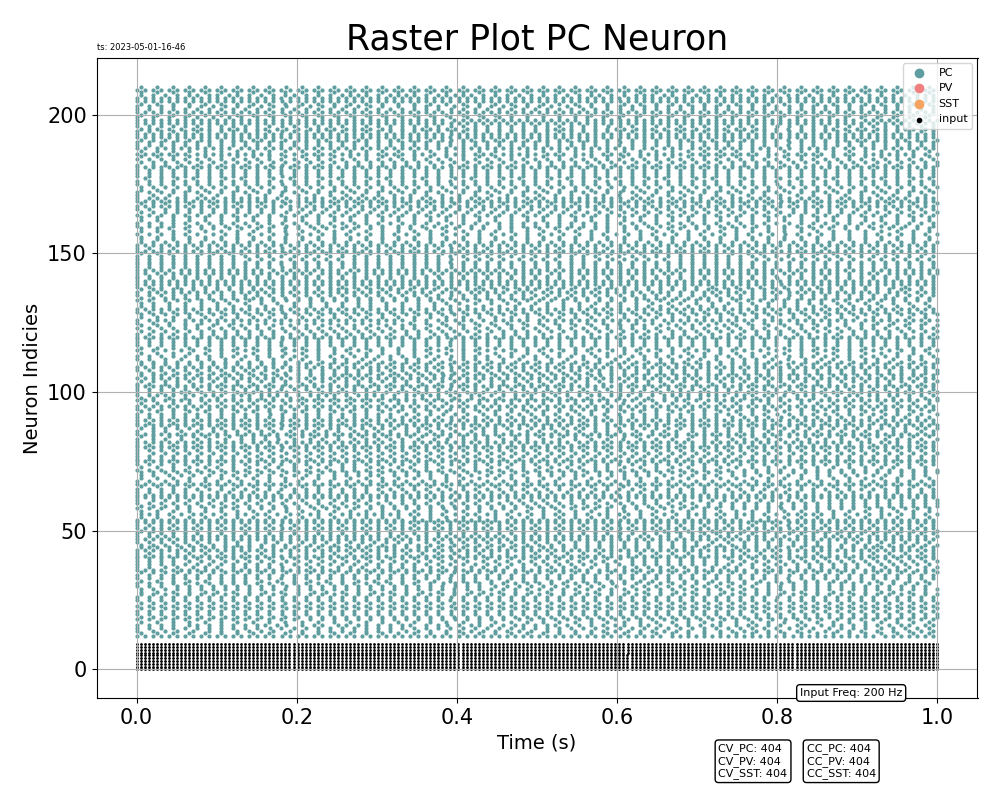 Raster Plot PC Neuron
ts: 2023-05-01-16-46
PC
PV
SST
input
200
150
100
50
0
Neuron Indicies
0.0 0.2 0.4 0.6 0.8 1.0
Input Freq: 200 Hz
Time (s)
CV_PC: 404
CV_PV: 404
CV_SST: 404
CC_PC: 404
CC_PV: 404
CC_SST: 404